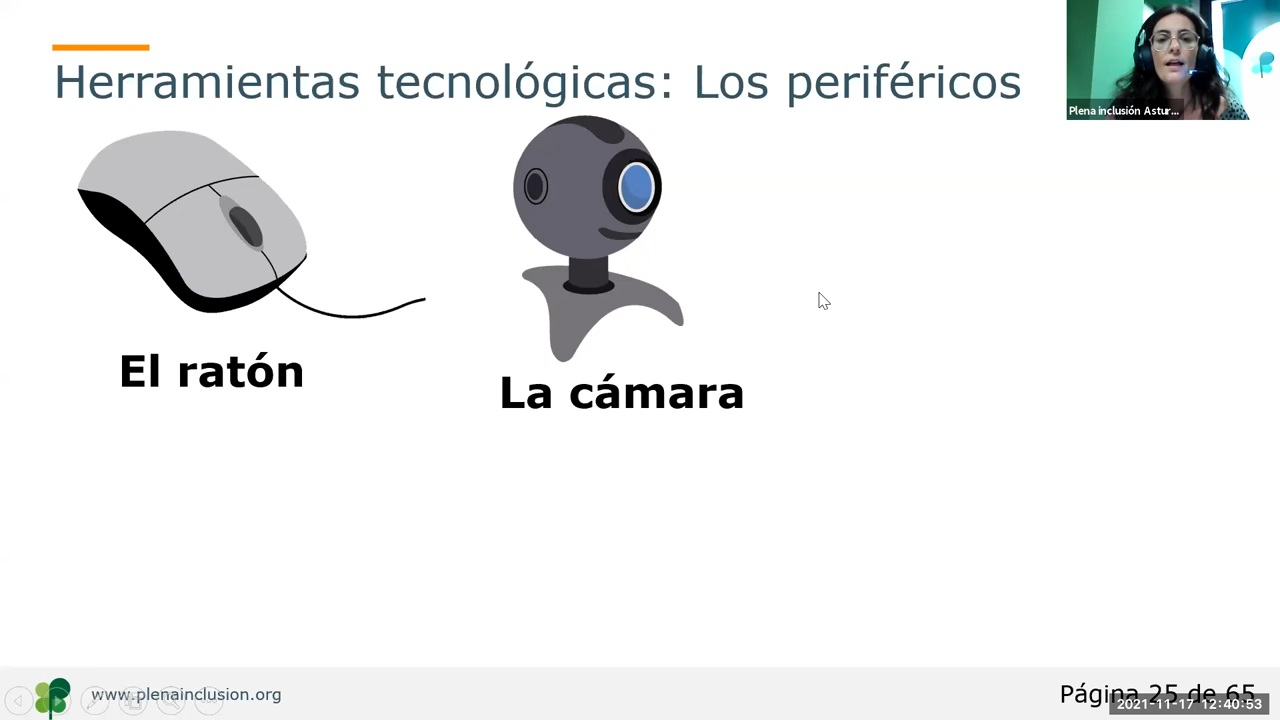 Herramientas tecnológicas: Los periféricos
Plena inclusión Astur...
El ratón
La cámara
www.plenainclusion.org
Página 25 de 65
2021-11-17 12:40:53